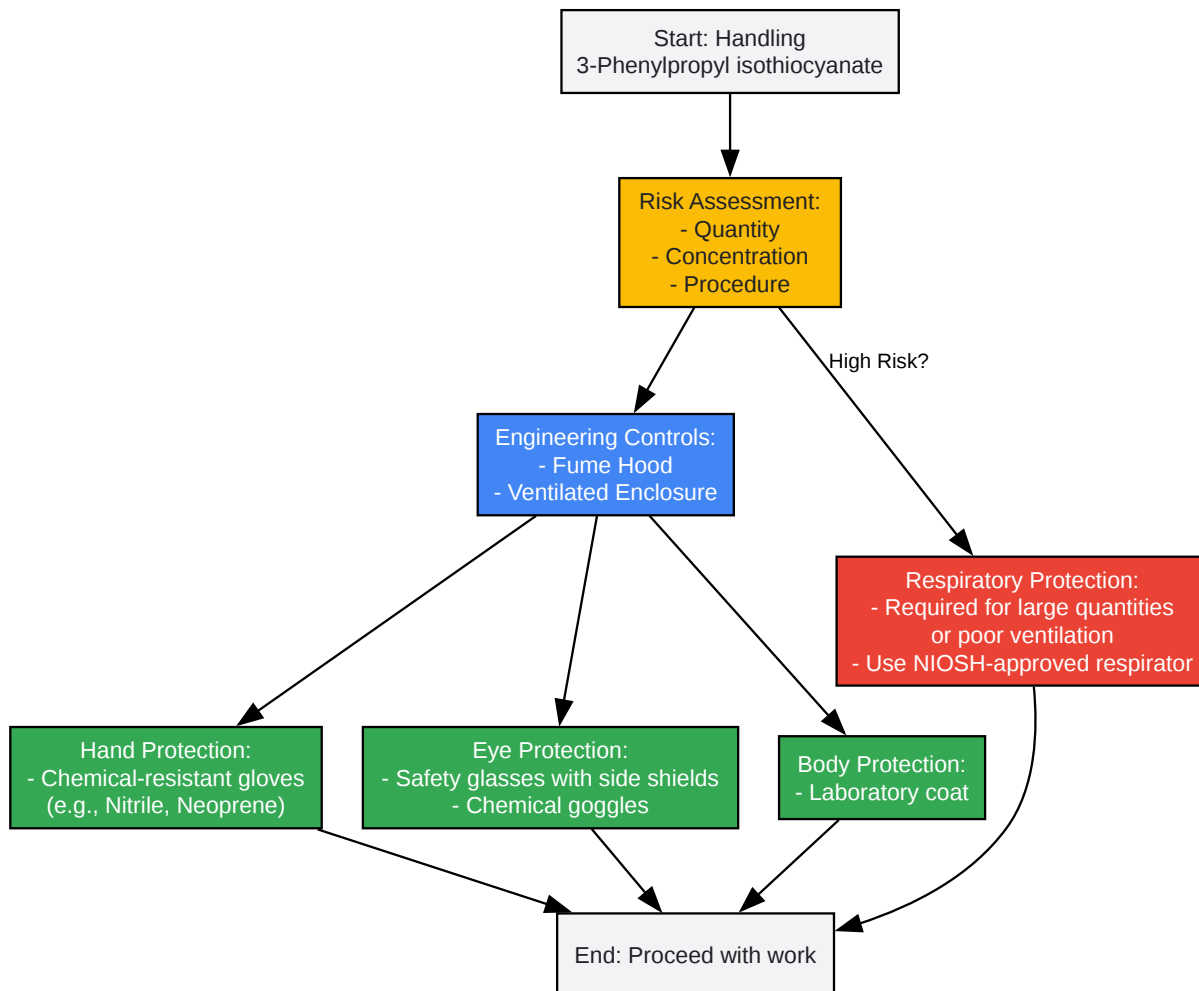 Start: Handling
3-Phenylpropyl isothiocyanate
Risk Assessment:
- Quantity
- Concentration
- Procedure
High Risk?
Engineering Controls:
- Fume Hood
- Ventilated Enclosure
Respiratory Protection:
- Required for large quantities
or poor ventilation
- Use NIOSH-approved respirator
Hand Protection:
- Chemical-resistant gloves
(e.g., Nitrile, Neoprene)
Eye Protection:
- Safety glasses with side shields
- Chemical goggles
Body Protection:
- Laboratory coat
End: Proceed with work